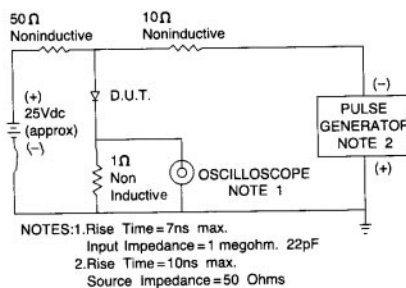 50Ω
Noninductive
10Ω
Noninductive
(+)
25Vdc
(approx)
(−)
D.U.T.
1Ω
Non
Inductive
OSCILLOSCOPE
NOTE 1
(−)
PULSE
GENERATOR
NOTE 2
(+)
NOTES:1.Rise Time=7ns max.
Input Impedance=1 megohm. 22pF
2.Rise Time=10ns max.
Source Impedance=50 Ohms